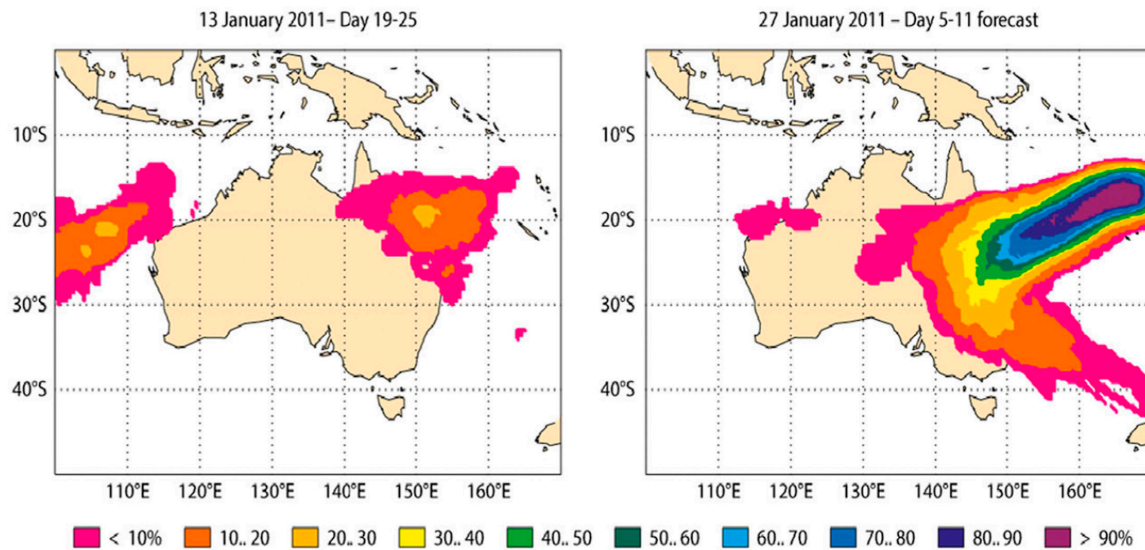 13 January 2011– Day 19-25
27 January 2011 – Day 5-11 forecast
10°S
20°S
30°S
40°S
110°E 120°E 130°E 140°E 150°E 160°E
10°S
20°S
30°S
40°S
110°E 120°E 130°E 140°E 150°E 160°E
< 10% 10.. 20 20.. 30 30.. 40 40.. 50 50.. 60 60.. 70 70.. 80 80.. 90 > 90%